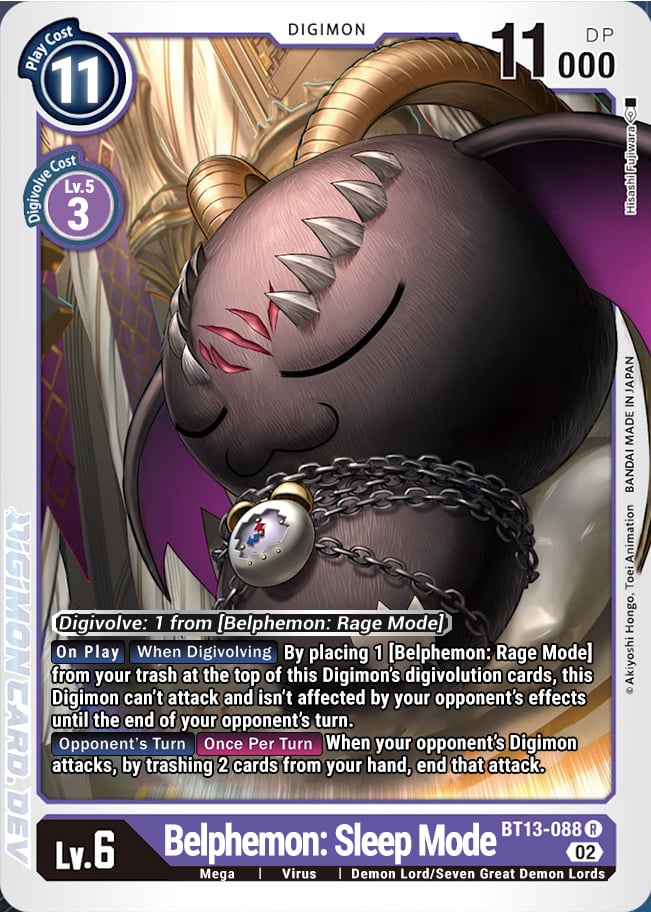 Play Cost
11
DIGIMON
11000 DP
Digivolve Cost
Lv.5
3
Hisashi Fujiwara
© Akiyoshi Hongo, Toei Animation BANDAI MADE IN JAPAN
DIGIMONCARD.DEV
Digivolve: 1 from [Belphemon: Rage Mode]
On Play When Digivolving By placing 1 [Belphemon: Rage Mode]
from your trash at the top of this Digimon's digivolution cards, this
Digimon can't attack and isn't affected by your opponent's effects
until the end of your opponent's turn.
Opponent's Turn Once Per Turn When your opponent's Digimon
attacks, by trashing 2 cards from your hand, end that attack.
Lv.6
Belphemon: Sleep Mode
BT13-088 R
02
Mega | Virus | Demon Lord/Seven Great Demon Lords